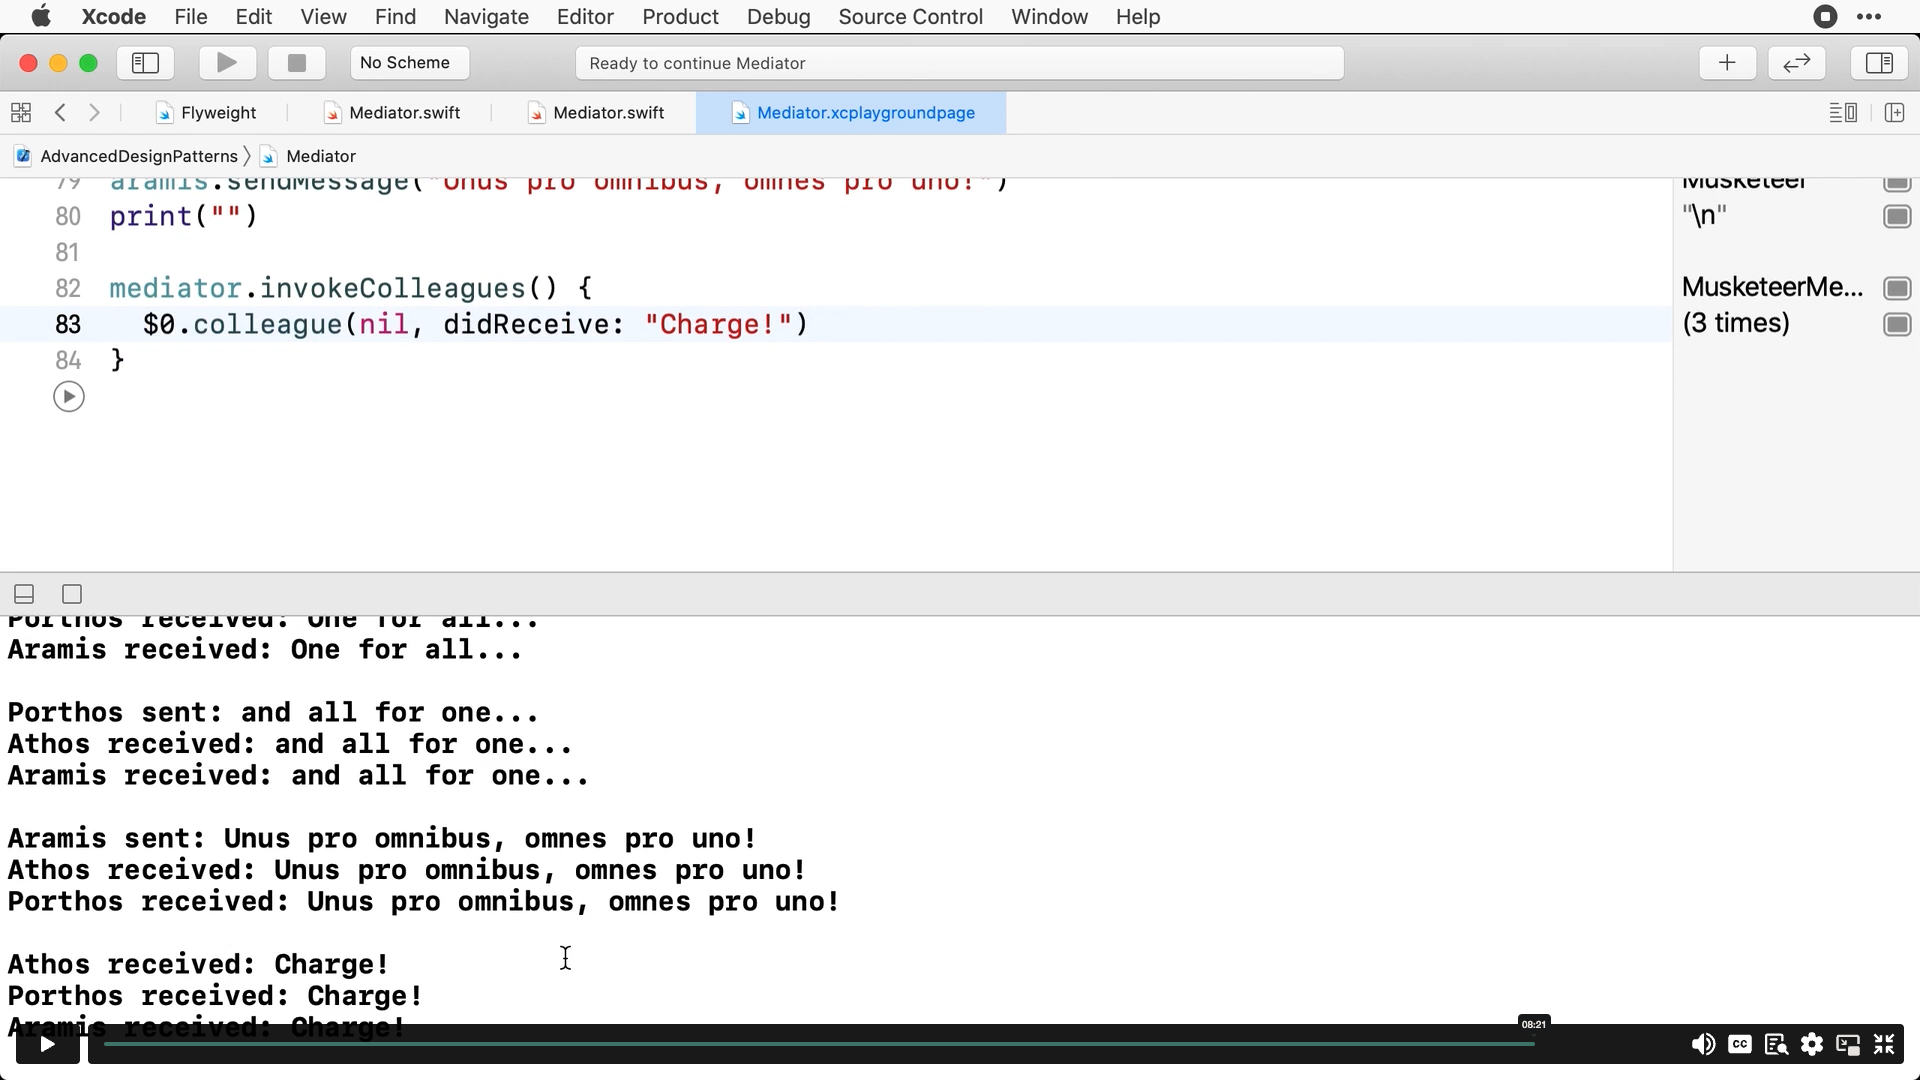 Xcode File Edit View Find Navigate Editor Product Debug Source Control Window Help
No Scheme Ready to continue Mediator
Flyweight Mediator.swift Mediator.swift Mediator.xcplaygroundpage
AdvancedDesignPatterns Mediator
79 aramis.sendMessage("Unus pro omnibus, omnes pro uno!") Musketeer
80 print("") "\n"
81
82 mediator.invokeColleagues() { MusketeerMe...
83 $0.colleague(nil, didReceive: "Charge!") (3 times)
84 }
Porthos received: One for all...
Aramis received: One for all...
Porthos sent: and all for one...
Athos received: and all for one...
Aramis received: and all for one...
Aramis sent: Unus pro omnibus, omnes pro uno!
Athos received: Unus pro omnibus, omnes pro uno!
Porthos received: Unus pro omnibus, omnes pro uno!
Athos received: Charge!
Porthos received: Charge!
Aramis received: Charge!
08:21
CC